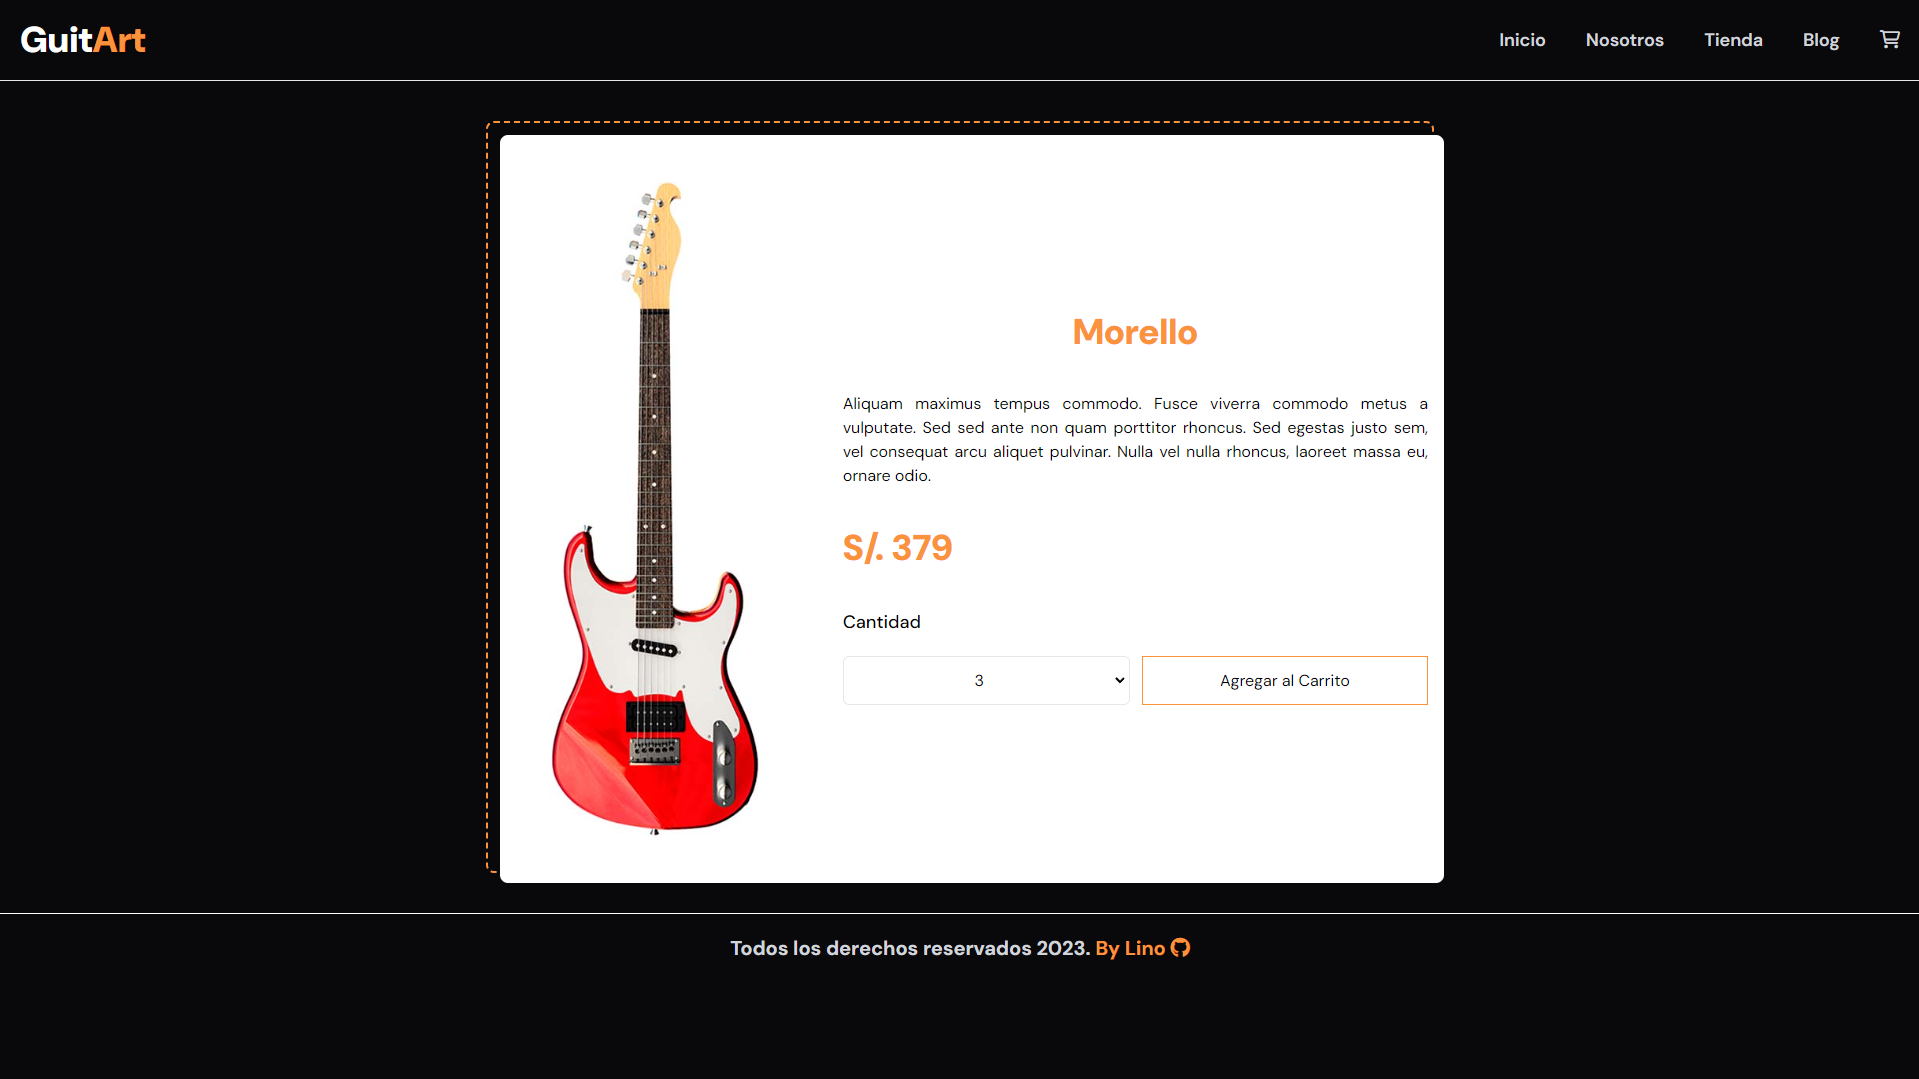 GuitArt
Inicio
Nosotros
Tienda
Blog
Morello
Aliquam maximus tempus commodo. Fusce viverra commodo metus a
vulputate. Sed sed ante non quam porttitor rhoncus. Sed egestas justo sem,
vel consequat arcu aliquet pulvinar. Nulla vel nulla rhoncus, laoreet massa eu,
ornare odio.
S/. 379
Cantidad
3
Agregar al Carrito
Todos los derechos reservados 2023. By Lino